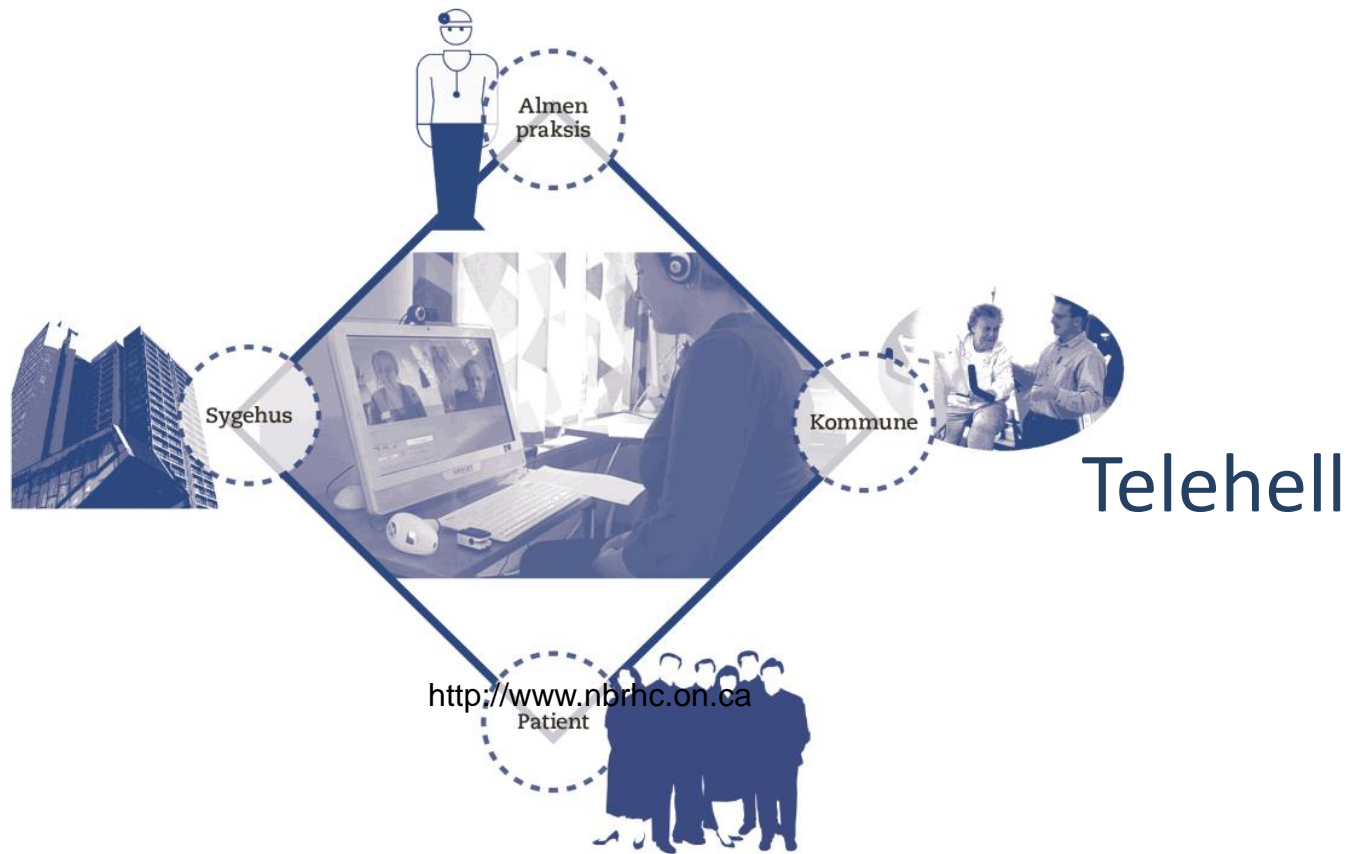 Almen
praksis
Sygehus
Kommune
Telehell
http://www.nbrhc.on.ca
Patient